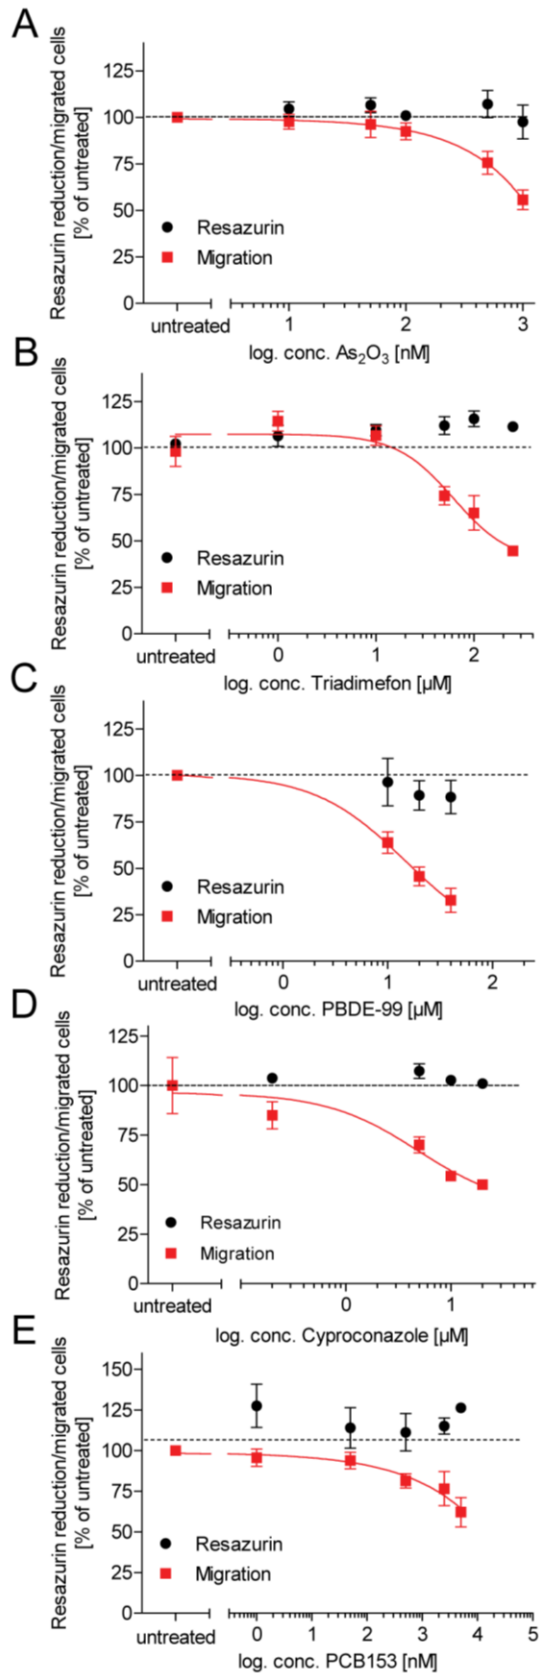 A
Resazurin reduction/migrated cells
[% of untreated]
125
100
75
50
25
0
Resazurin
Migration
untreated 1 2 3
log. conc. As₂O₃ [nM]
B
Resazurin reduction/migrated cells
[% of untreated]
125
100
75
50
25
0
Resazurin
Migration
untreated 0 1 2
log. conc. Triadimefon [µM]
C
Resazurin reduction/migrated cells
[% of untreated]
125
100
75
50
25
0
Resazurin
Migration
untreated 0 1 2
log. conc. PBDE-99 [µM]
D
Resazurin reduction/migrated cells
[% of untreated]
125
100
75
50
25
0
Resazurin
Migration
untreated 0 1
log. conc. Cyproconazole [µM]
E
Resazurin reduction/migrated cells
[% of untreated]
150
125
100
75
50
25
0
Resazurin
Migration
untreated 0 1 2 3 4 5
log. conc. PCB153 [nM]